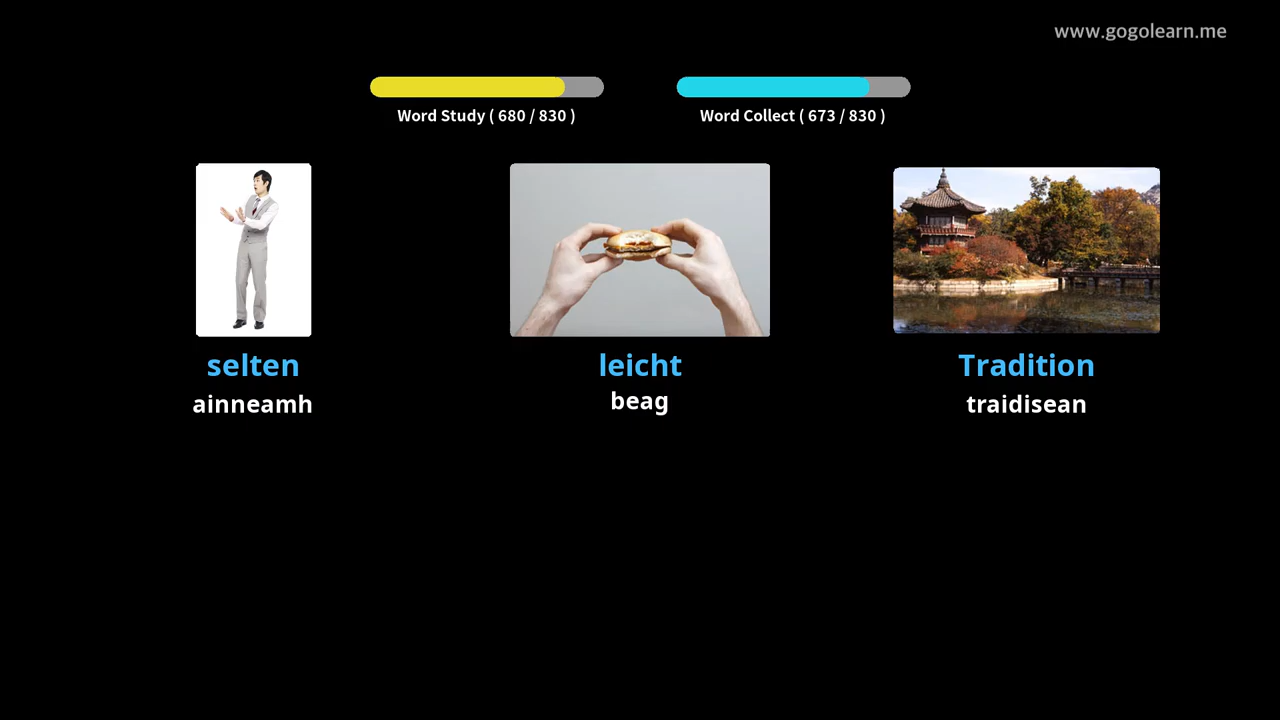 www.gogolearn.me
Word Study ( 680 / 830 )
Word Collect ( 673 / 830 )
selten
leicht
Tradition
ainneamh
beag
traidisean